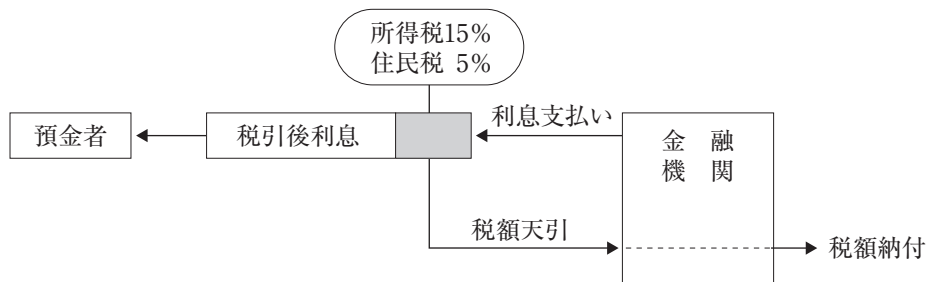 所得税15%
住民税 5%
預金者
税引後利息
利息支払い
金 融
機 関
税額天引
税額納付